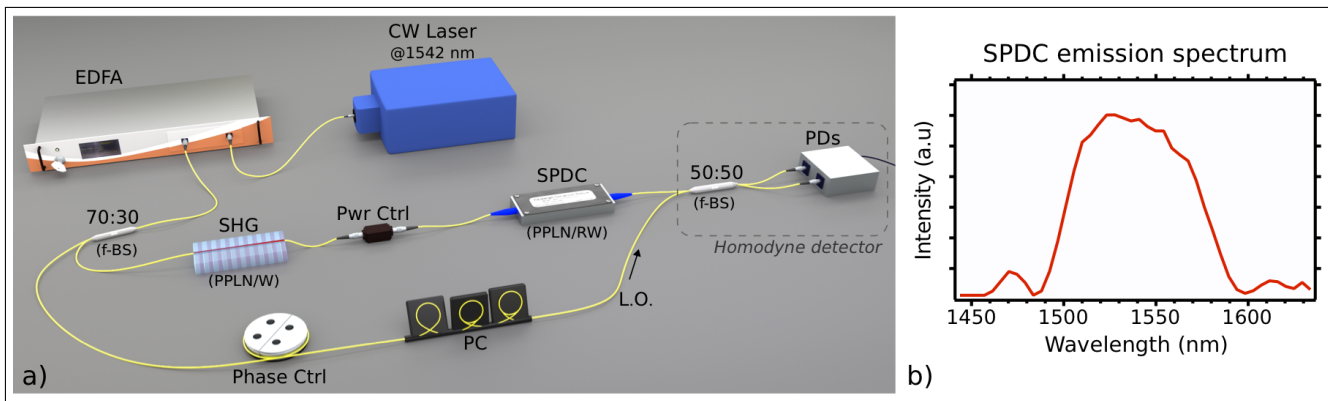 CW Laser
@1542 nm
EDFA
PDs
50:50
(f-BS)
SPDC
(PPLN/RW)
Homodyne detector
Pwr Ctrl
70:30
(f-BS)
SHG
(PPLN/W)
L.O.
PC
Phase Ctrl
a)
SPDC emission spectrum
Intensity (a.u)
1450
1500
1550
1600
Wavelength (nm)
b)